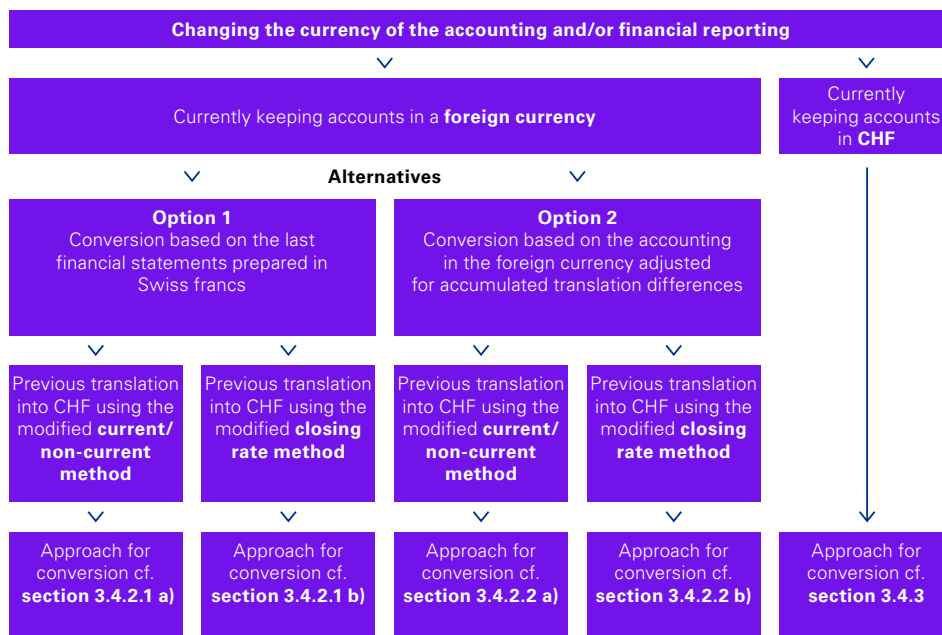 Changing the currency of the accounting and/or financial reporting
Currently keeping accounts in a foreign currency
Currently
keeping accounts
in CHF
Alternatives
Option 1
Conversion based on the last
financial statements prepared in
Swiss francs
Option 2
Conversion based on the accounting
in the foreign currency adjusted
for accumulated translation differences
Previous translation
into CHF using the
modified current/
non-current
method
Previous translation
into CHF using the
modified closing
rate method
Previous translation
into CHF using the
modified current/
non-current
method
Previous translation
into CHF using the
modified closing
rate method
Approach for
conversion cf.
section 3.4.2.1 a)
Approach for
conversion cf.
section 3.4.2.1 b)
Approach for
conversion cf.
section 3.4.2.2 a)
Approach for
conversion cf.
section 3.4.2.2 b)
Approach for
conversion cf.
section 3.4.3